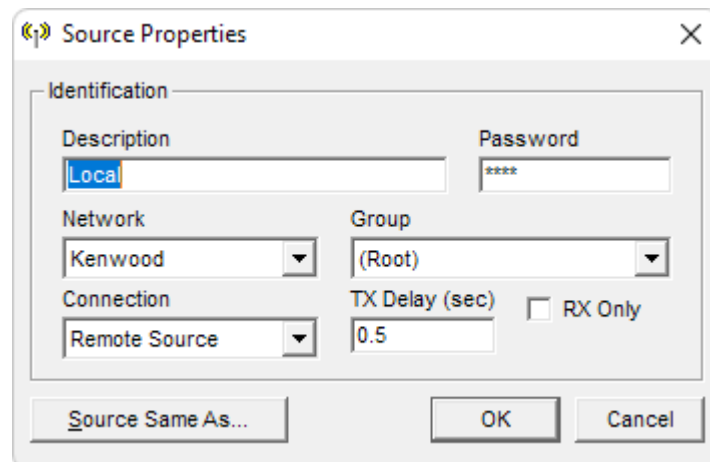 Source Properties
Identification
Description Password
Local ****
Network Group
Kenwood (Root)
Connection TX Delay (sec) RX Only
Remote Source 0.5
Source Same As... OK Cancel